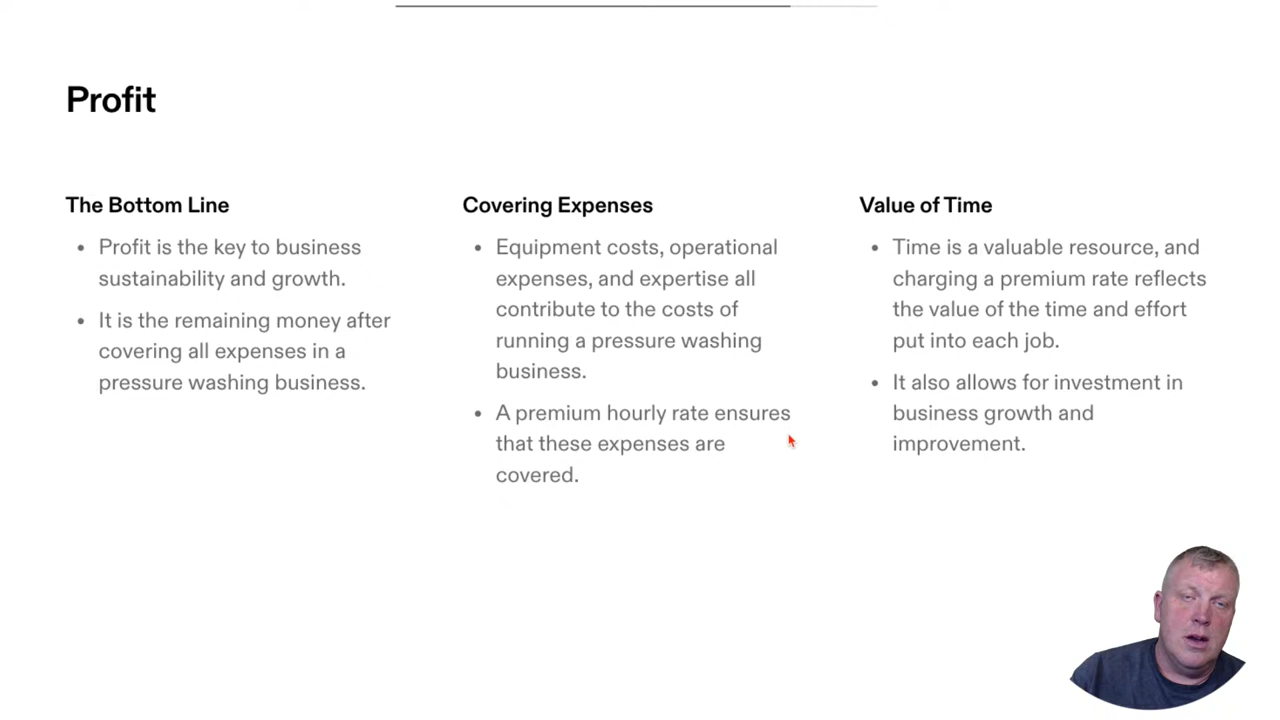 Profit
The Bottom Line
• Profit is the key to business
sustainability and growth.
• It is the remaining money after
covering all expenses in a
pressure washing business.
Covering Expenses
• Equipment costs, operational
expenses, and expertise all
contribute to the costs of
running a pressure washing
business.
• A premium hourly rate ensures
that these expenses are
covered.
Value of Time
• Time is a valuable resource, and
charging a premium rate reflects
the value of the time and effort
put into each job.
• It also allows for investment in
business growth and
improvement.